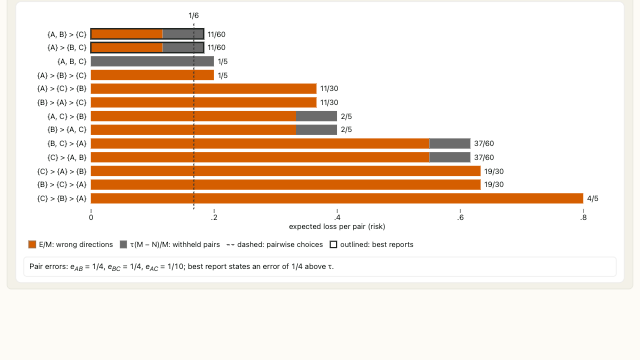 1/6
{A, B} > {C} 11/60
{A} > {B, C} 11/60
{A, B, C} 1/5
{A} > {B} > {C} 1/5
{A} > {C} > {B} 11/30
{B} > {A} > {C} 11/30
{A, C} > {B} 2/5
{B} > {A, C} 2/5
{B, C} > {A} 37/60
{C} > {A, B} 37/60
{C} > {A} > {B} 19/30
{B} > {C} > {A} 19/30
{C} > {B} > {A} 4/5
0 .2 .4 .6 .8
expected loss per pair (risk)
E/M: wrong directions τ(M − N)/M: withheld pairs dashed: pairwise choices outlined: best reports
Pair errors: eAB = 1/4, eBC = 1/4, eAC = 1/10; best report states an error of 1/4 above τ.